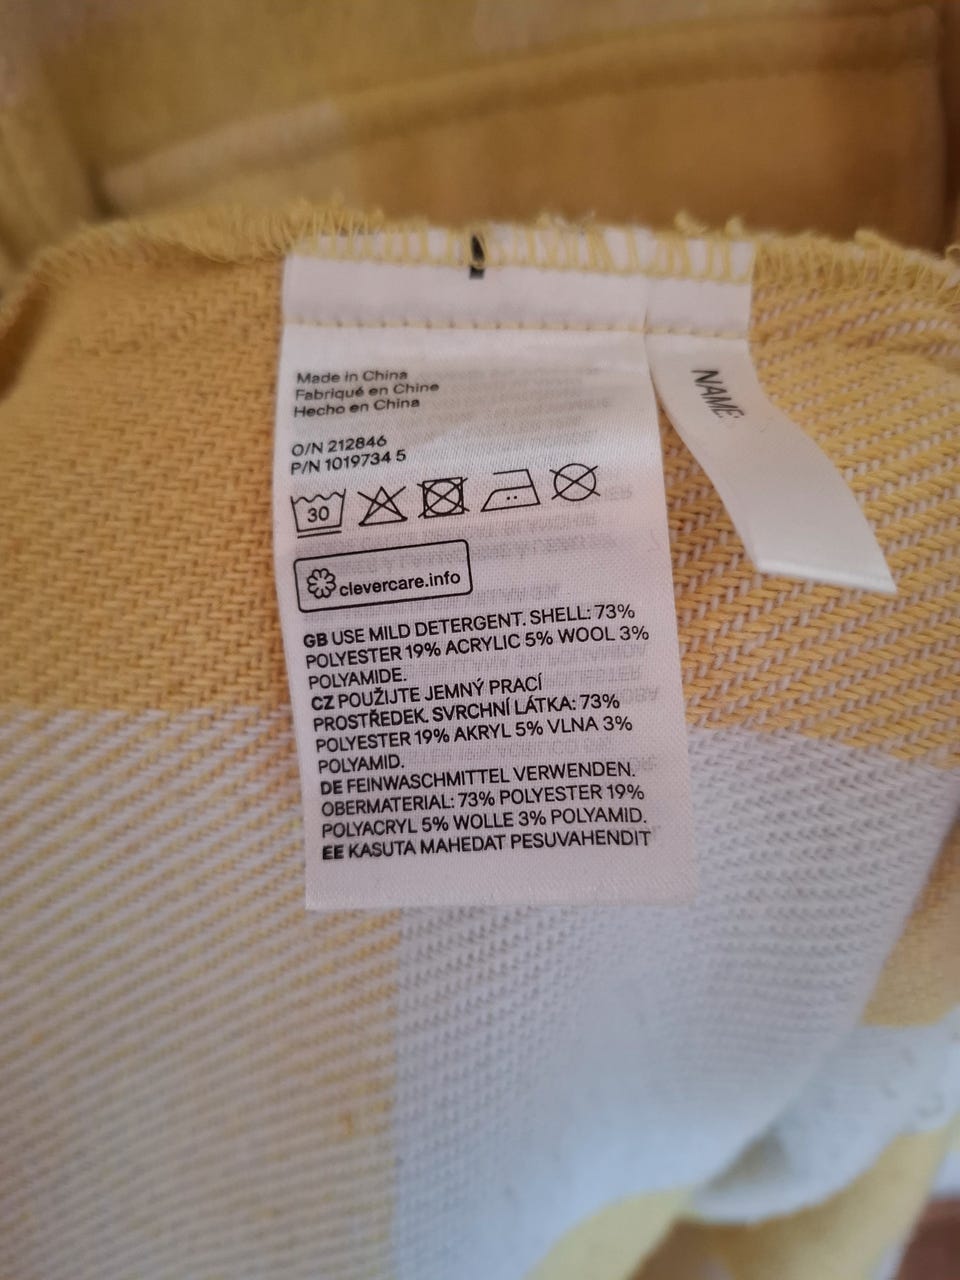 Made in China
Fabriqué en Chine
Hecho en China
O/N 212846
P/N 1019734 5
30
clevercare.info
GB USE MILD DETERGENT. SHELL: 73%
POLYESTER 19% ACRYLIC 5% WOOL 3%
POLYAMIDE.
CZ POUŽIJTE JEMNÝ PRACÍ
PROSTŘEDEK. SVRCHNÍ LÁTKA: 73%
POLYESTER 19% AKRYL 5% VLNA 3%
POLYAMID.
DE FEINWASCHMITTEL VERWENDEN.
OBERMATERIAL: 73% POLYESTER 19%
POLYACRYL 5% WOLLE 3% POLYAMID.
EE KASUTA MAHEDAT PESUVAHENDIT
NAME: